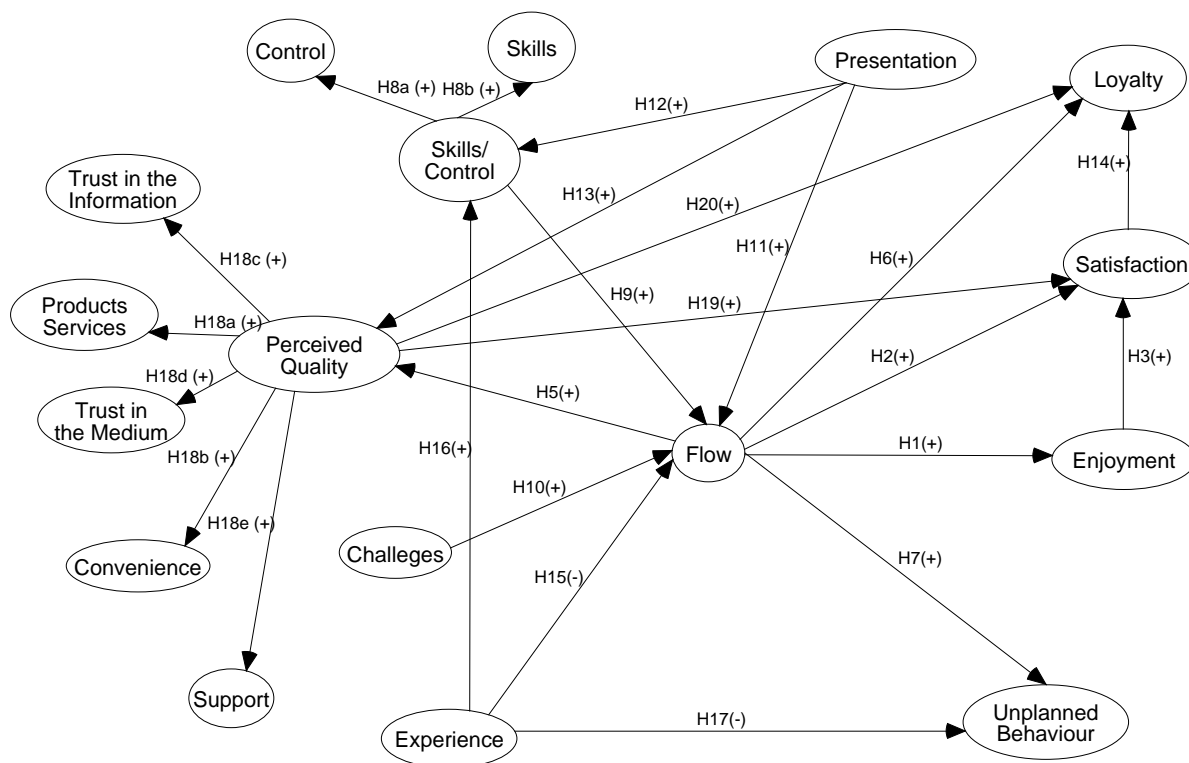 Control
Skills
Presentation
Loyalty
H8a (+)
H8b (+)
H12(+)
Skills/
Control
H14(+)
Trust in the
Information
H13(+)
H20(+)
H11(+)
H6(+)
Satisfaction
H18c (+)
H9(+)
H19(+)
Products
Services
H18a (+)
Perceived
Quality
H2(+)
H3(+)
H18d (+)
H5(+)
Trust in
the Medium
H18b (+)
H16(+)
Flow
H1(+)
Enjoyment
H10(+)
H18e (+)
Convenience
Challeges
H15(-)
H7(+)
Support
Experience
H17(-)
Unplanned
Behaviour